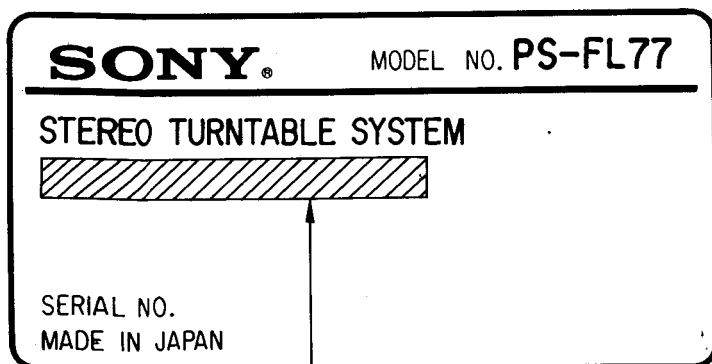 SONY® MODEL NO. PS-FL77
STEREO TURNTABLE SYSTEM
SERIAL NO.
MADE IN JAPAN